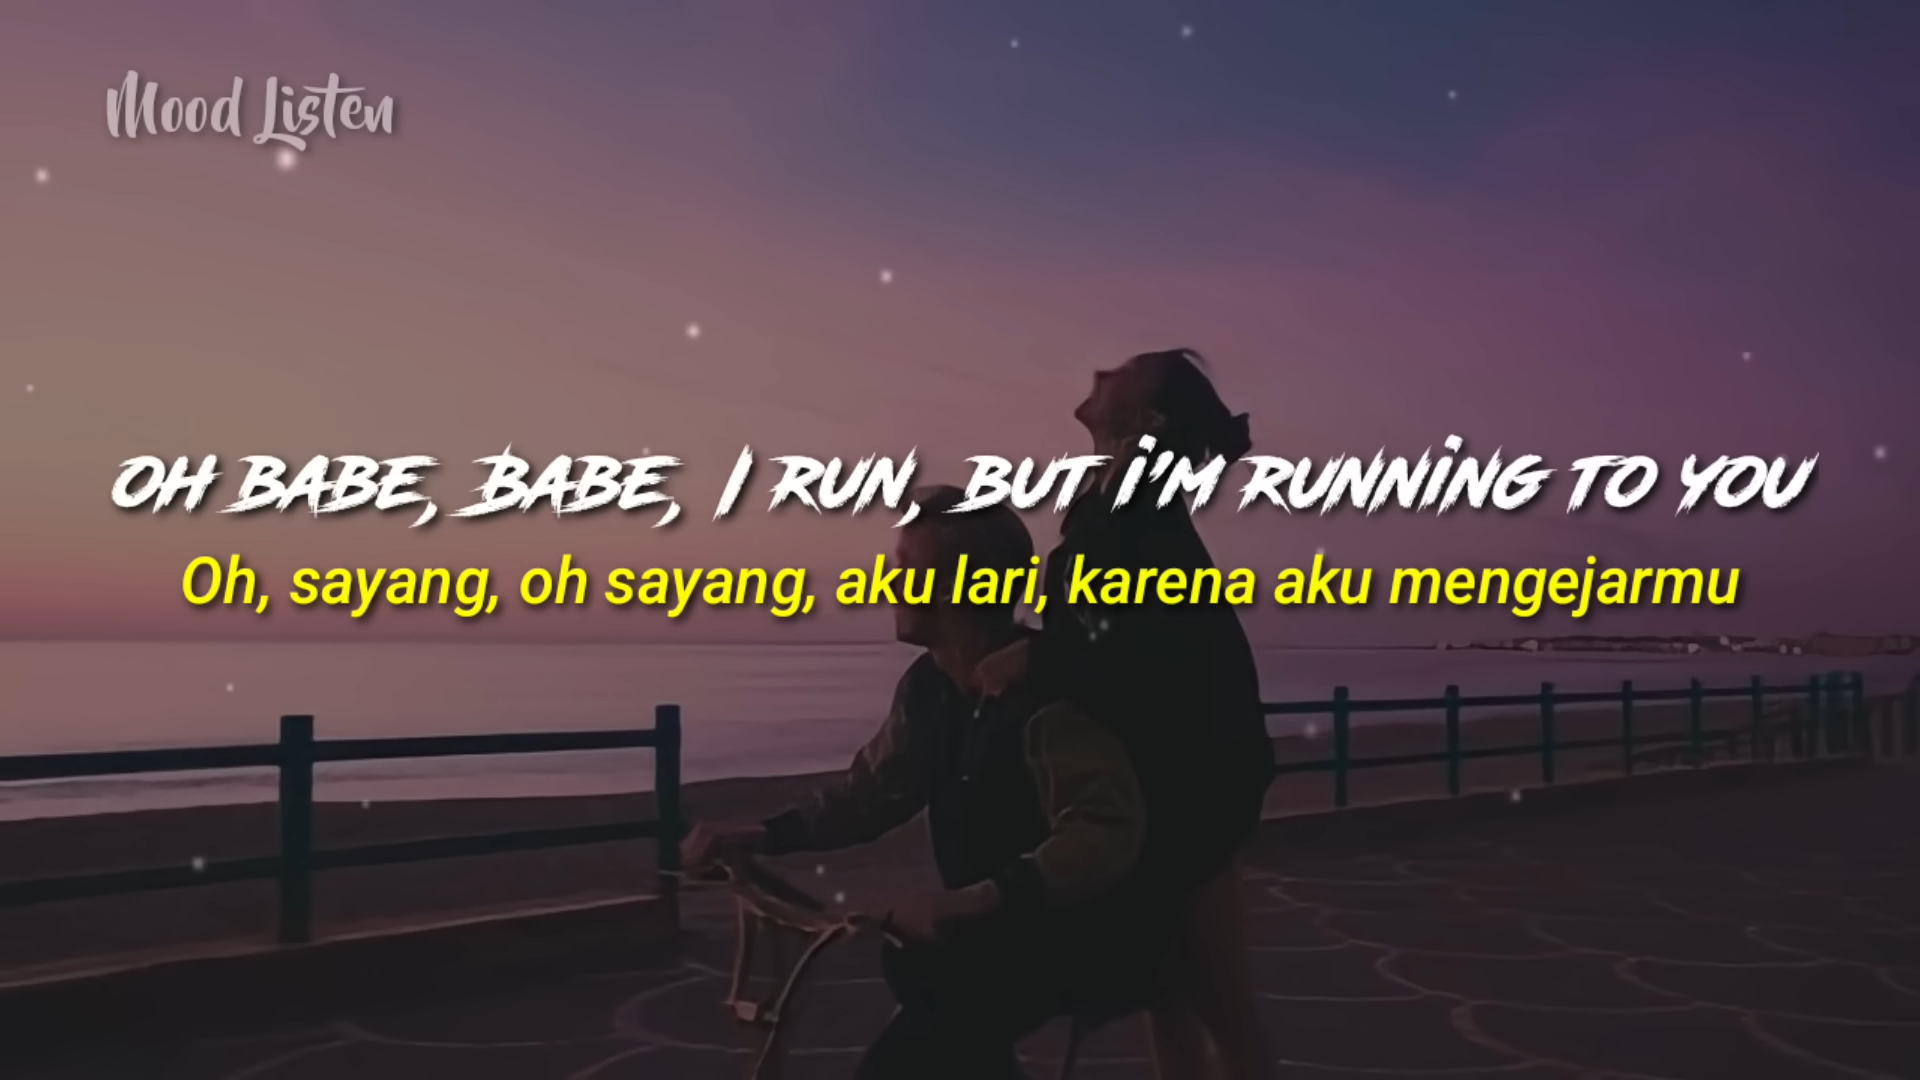 Mood Listen
OH BABE, BABE, I RUN, BUT I'M RUNNING TO YOU
Oh, sayang, oh sayang, aku lari, karena aku mengejarmu